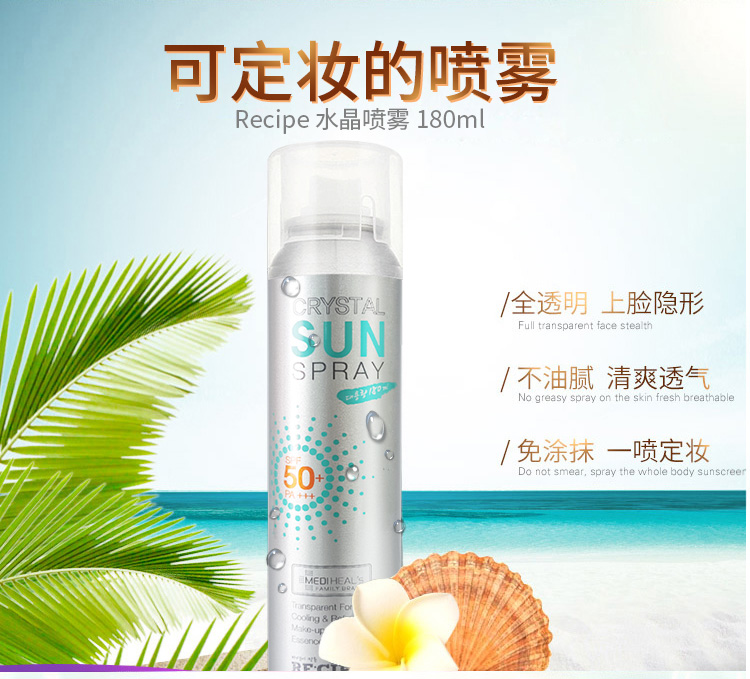 可定妆的喷雾
Recipe 水晶喷雾 180ml
CRYSTAL
SUN
SPRAY
SPF
50+
PA +++
MEDIHEAL's
Transparent For
Cooling &
Make-up
Essence
/全透明 上脸隐形
Full transparent face stealth
/ 不油腻 清爽透气
No greasy spray on the skin fresh breathable
/ 免涂抹 一喷定妆
Do not smear, spray the whole body sunscreen